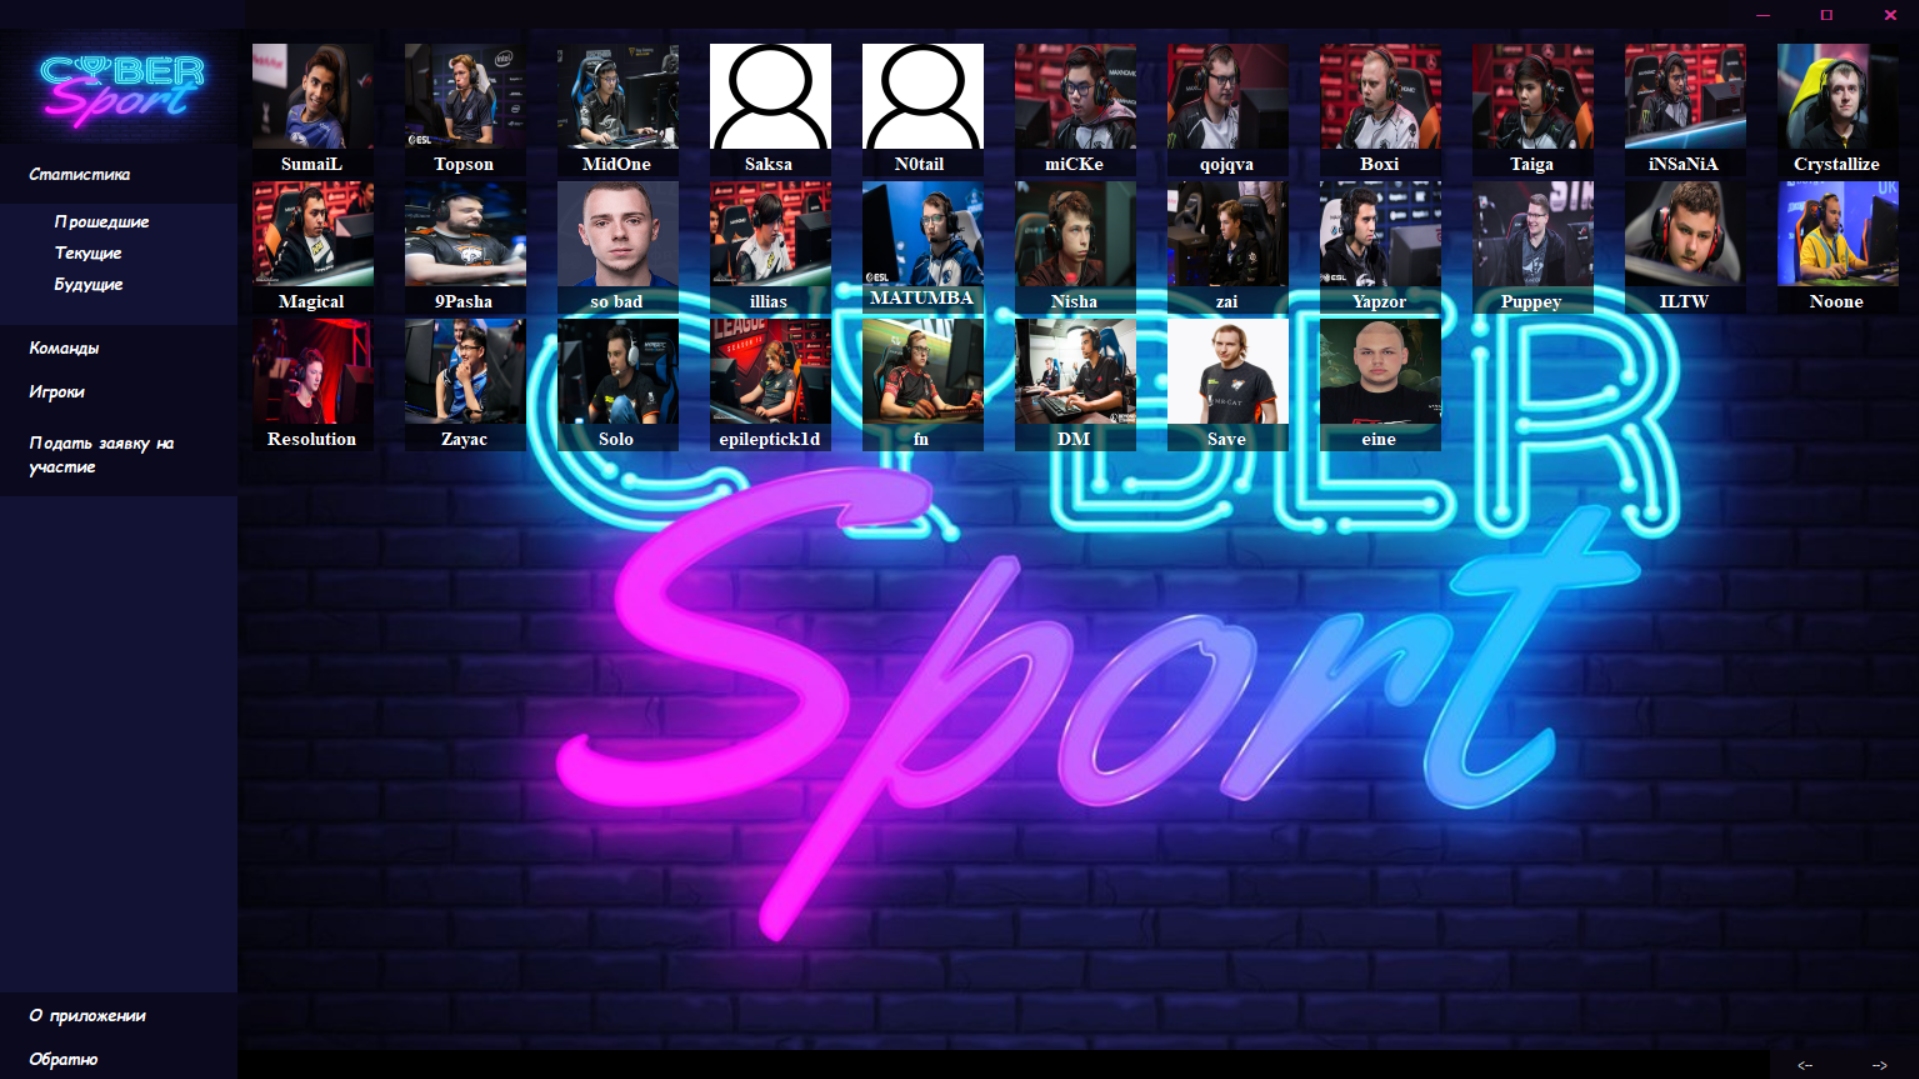 CYBER
Sport
Статистика
Прошедшие
Текущие
Будущие
Команды
Игроки
Подать заявку на
участие
О приложении
Обратно
SumaiL
Topson
MidOne
Saksa
N0tail
miCKe
qojqva
Boxi
Taiga
iNSaNiA
Crystallize
Magical
9Pasha
so bad
illias
MATUMBA
Nisha
zai
Yapzor
Puppey
ILTW
Noone
Resolution
Zayac
Solo
epileptick1d
fn
DM
Save
eine
CYBER
Sport
<--
-->